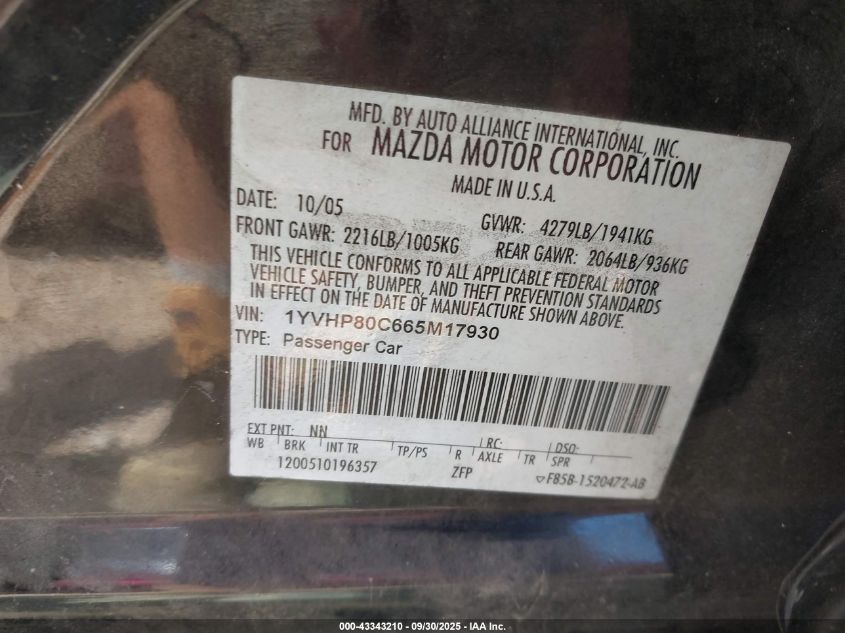 MFD. BY AUTO ALLIANCE INTERNATIONAL, INC.
FOR MAZDA MOTOR CORPORATION
MADE IN U.S.A.
DATE: 10/05 GVWR: 4279LB/1941KG
FRONT GAWR: 2216LB/1005KG REAR GAWR: 2064LB/936KG
THIS VEHICLE CONFORMS TO ALL APPLICABLE FEDERAL MOTOR
VEHICLE SAFETY, BUMPER, AND THEFT PREVENTION STANDARDS
IN EFFECT ON THE DATE OF MANUFACTURE SHOWN ABOVE.
VIN: 1YVHP80C665M17930
TYPE: Passenger Car
EXT PNT: NN RC: DSO:
WB BRK INT TR TP/PS R AXLE TR SPR
1200510196357 ZFP F85B-1520472-AB
000-43343210 - 09/30/2025 - IAA Inc.